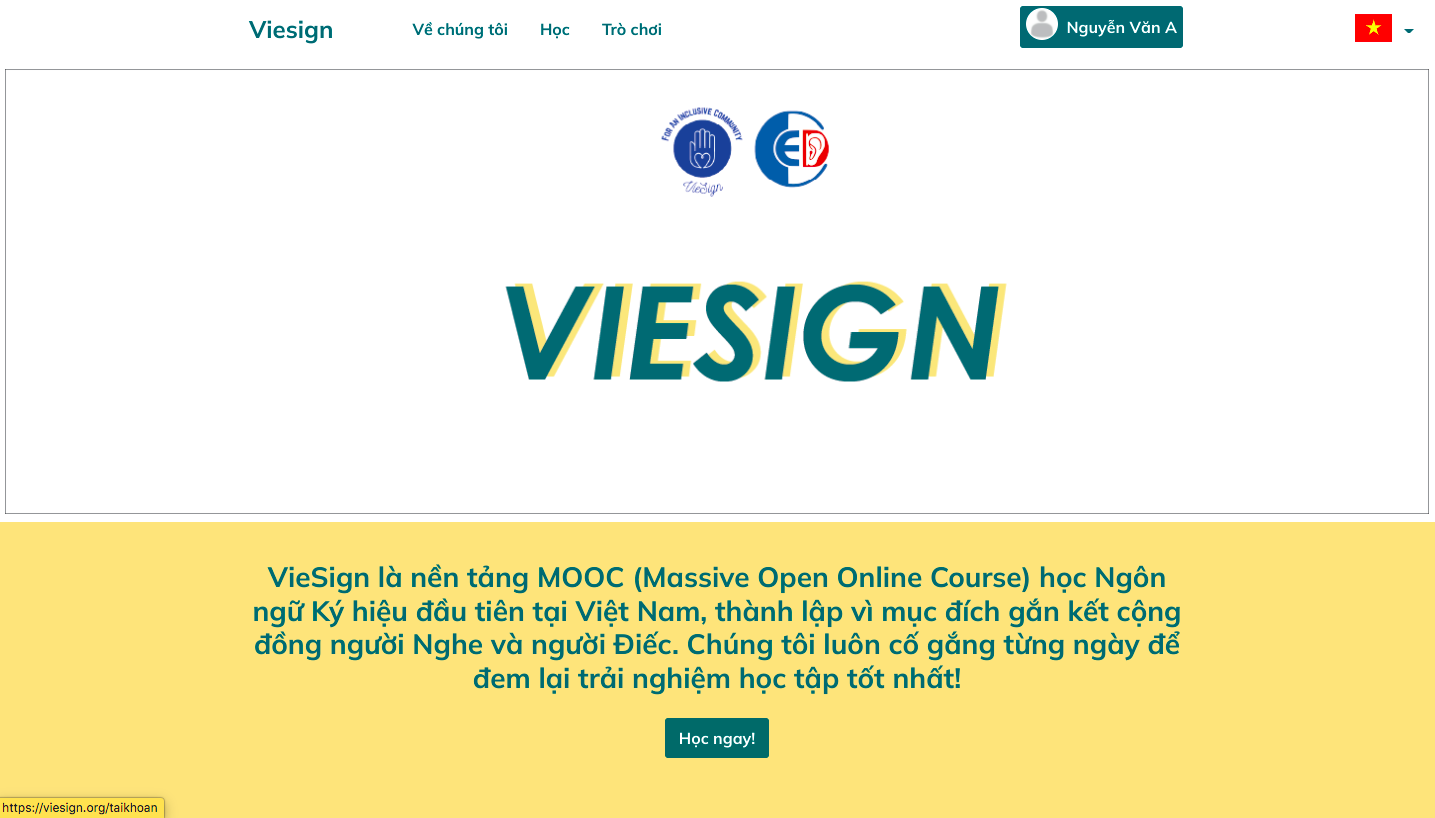 Viesign
Về chúng tôi
Học
Trò chơi
Nguyễn Văn A
FOR AN INCLUSIVE COMMUNITY
VieSign
CED
VIESIGN
VieSign là nền tảng MOOC (Massive Open Online Course) học Ngôn
ngữ Ký hiệu đầu tiên tại Việt Nam, thành lập vì mục đích gắn kết cộng
đồng người Nghe và người Điếc. Chúng tôi luôn cố gắng từng ngày để
đem lại trải nghiệm học tập tốt nhất!
Học ngay!
https://viesign.org/taikhoan